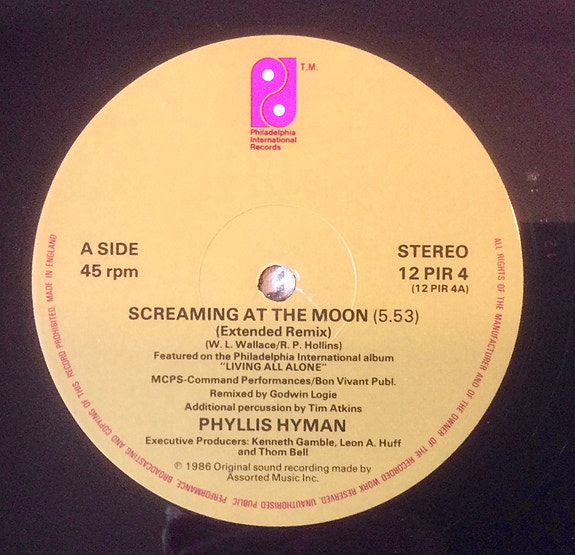 T.M.
Philadelphia
International
Records
A SIDE
45 rpm
STEREO
12 PIR 4
(12 PIR 4A)
SCREAMING AT THE MOON (5.53)
(Extended Remix)
(W. L. Wallace/R. P. Hollins)
Featured on the Philadelphia International album
"LIVING ALL ALONE"
MCPS-Command Performances/Bon Vivant Publ.
Remixed by Godwin Logie
Additional percussion by Tim Atkins
PHYLLIS HYMAN
Executive Producers: Kenneth Gamble, Leon A. Huff
and Thom Bell
℗ 1986 Original sound recording made by
Assorted Music Inc.
ALL RIGHTS OF THE MANUFACTURER AND OF THE OWNER OF THE RECORDED WORK RESERVED. UNAUTHORISED PUBLIC PERFORMANCE, BROADCASTING AND COPYING OF THIS RECORD PROHIBITED. MADE IN ENGLAND